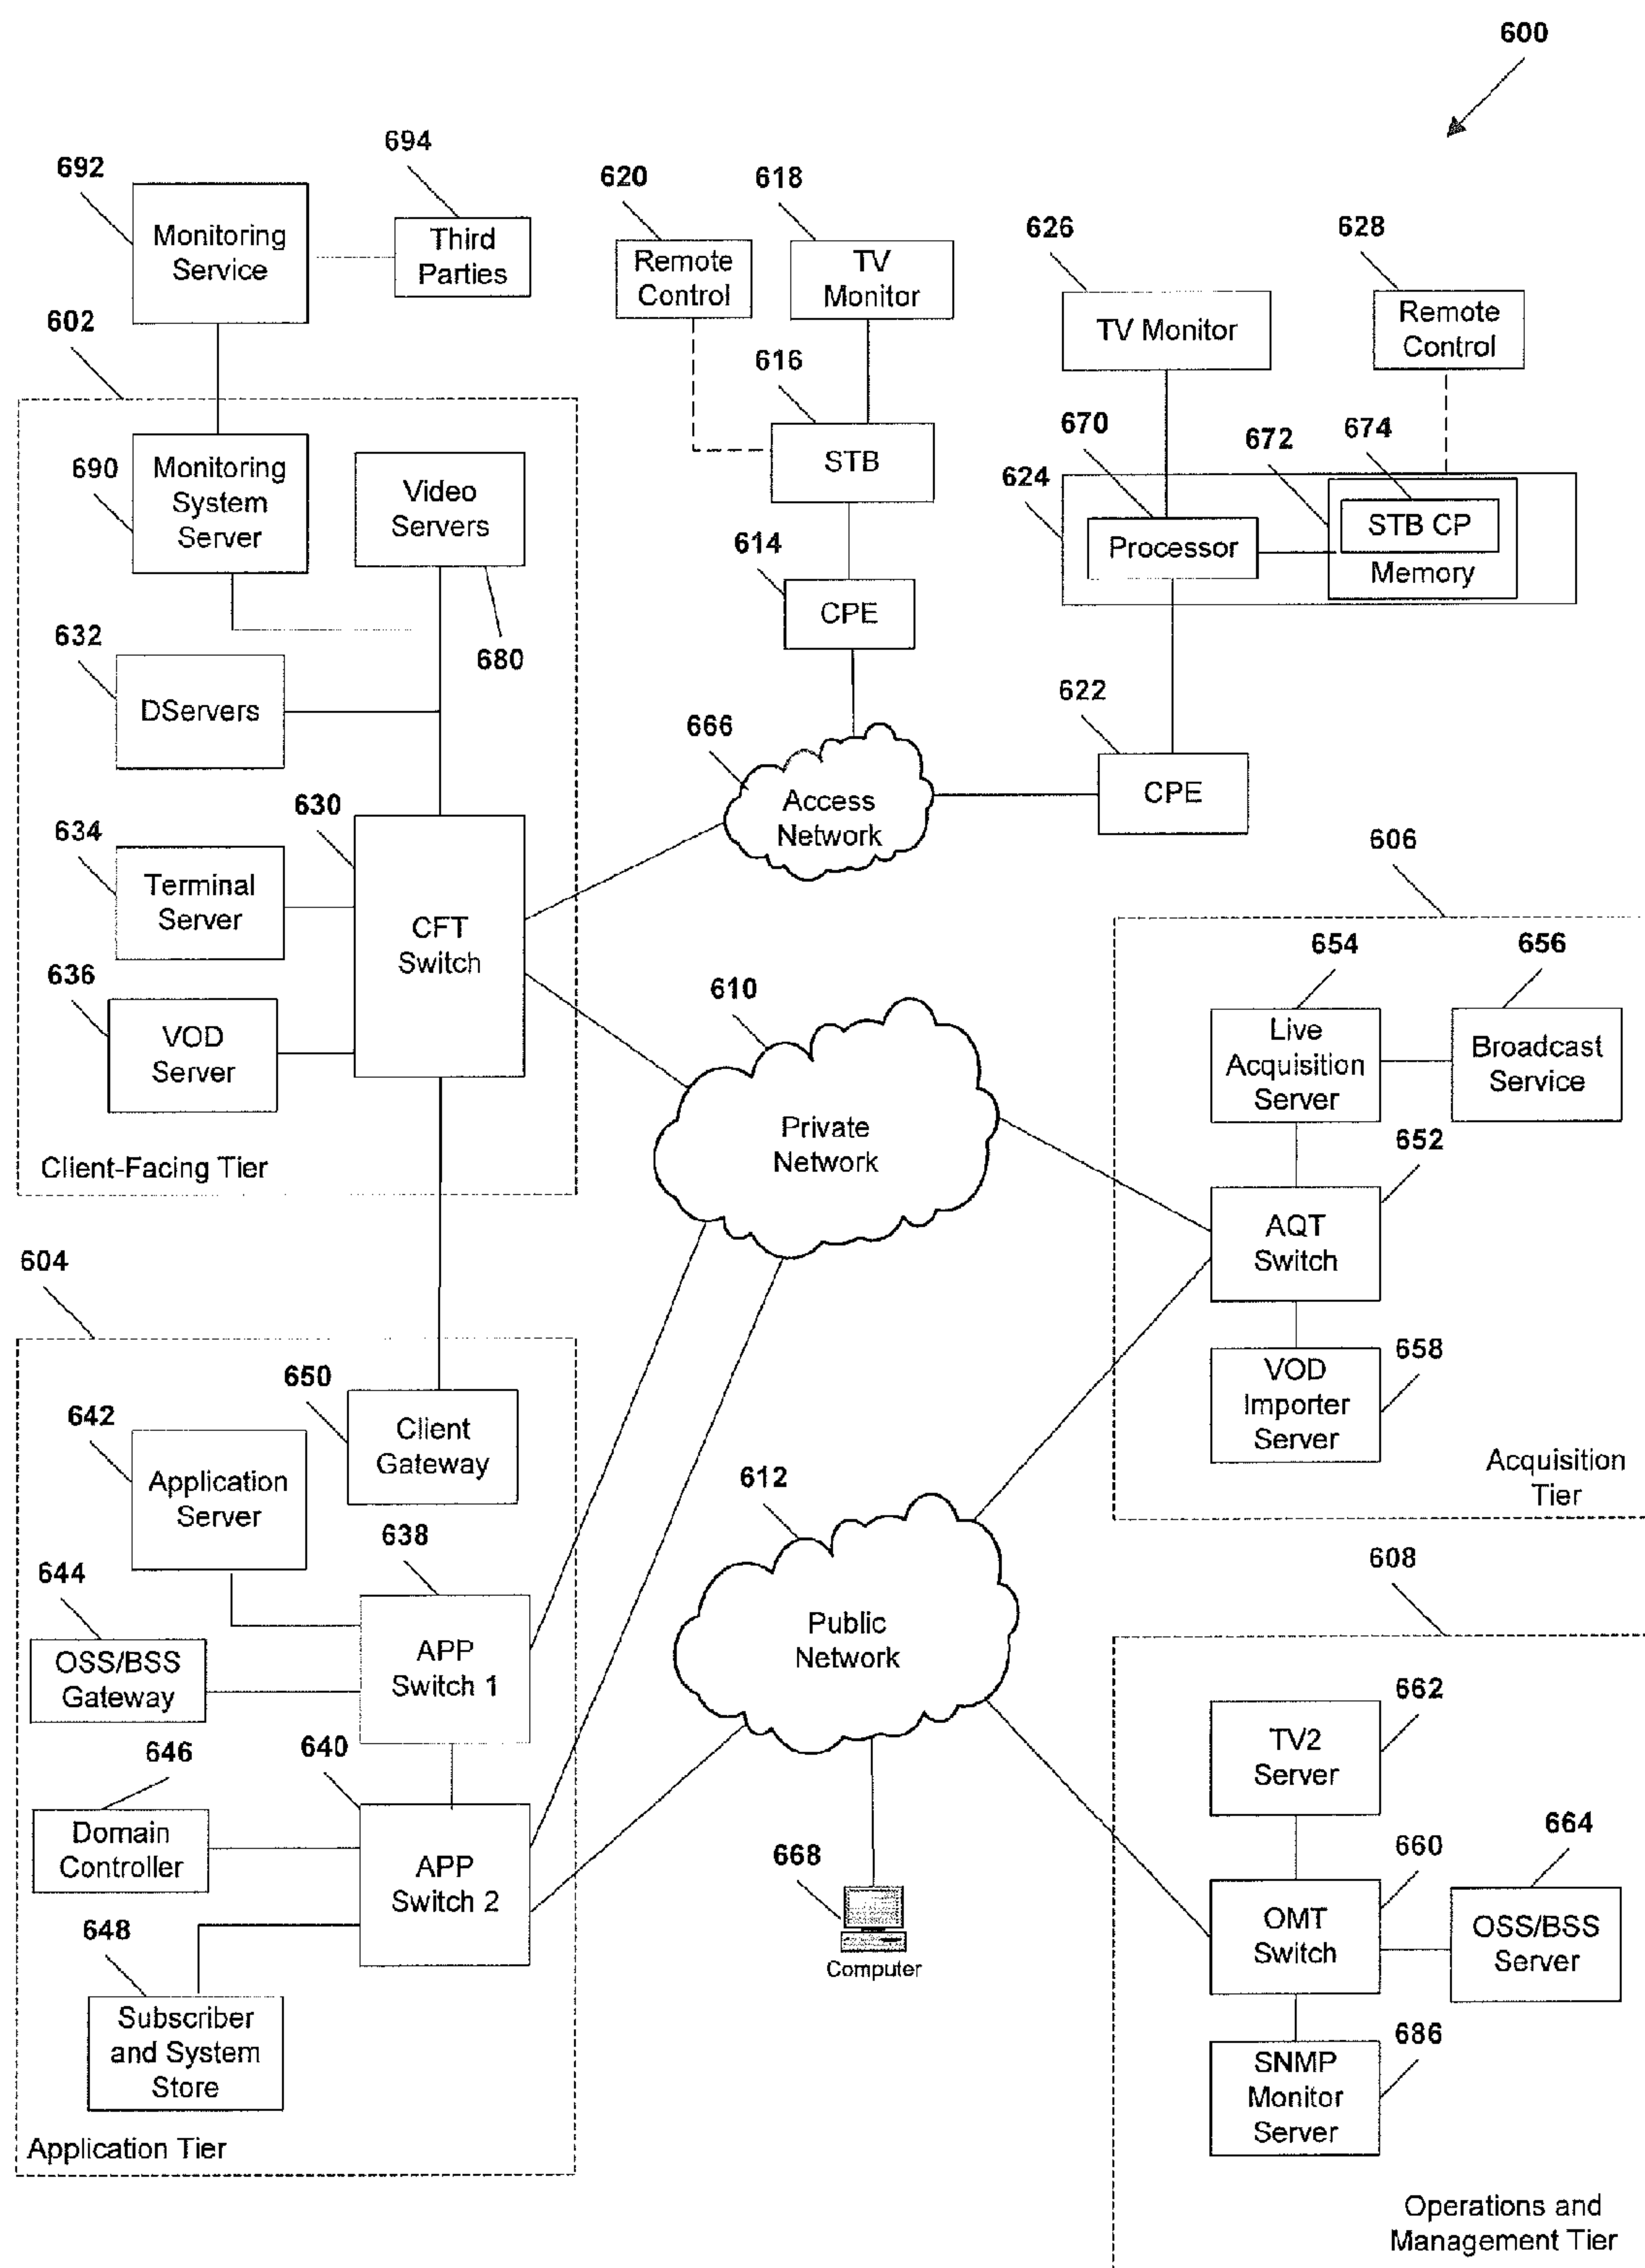 600
694
692
620
618
626
628
Monitoring
Service
Third
Parties
Remote
Control
TV
Monitor
TV Monitor
Remote
Control
602
616
690
Monitoring
System
Server
Video
Servers
STB
670
672
674
624
STB CP
Processor
Memory
614
CPE
632
680
DServers
622
666
CPE
Access
Network
630
634
Terminal
Server
CFT
Switch
606
636
VOD
Server
610
654
656
Live
Acquisition
Server
Broadcast
Service
Private
Network
652
Client-Facing Tier
AQT
Switch
604
650
642
Client
Gateway
658
VOD
Importer
Server
Application
Server
612
Acquisition
Tier
638
644
608
OSS/BSS
Gateway
APP
Switch 1
Public
Network
662
TV2
Server
646
640
Domain
Controller
APP
Switch 2
668
660
664
OMT
Switch
OSS/BSS
Server
648
Computer
Subscriber
and System
Store
686
SNMP
Monitor
Server
Application Tier
Operations and
Management Tier